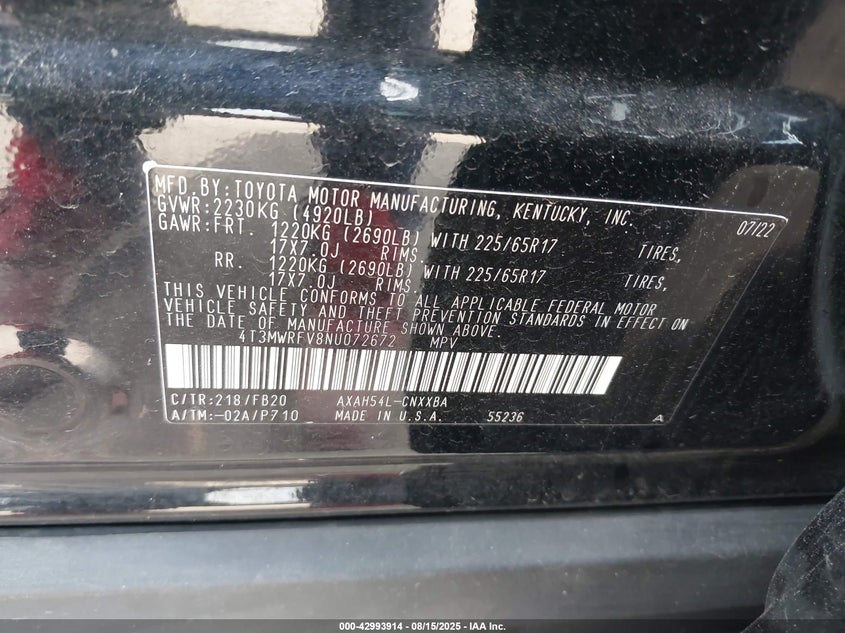 MFD.BY:TOYOTA MOTOR MANUFACTURING, KENTUCKY, INC.
GVWR:2230KG (4920LB) 07/22
GAWR:FRT. 1220KG (2690LB) WITH 225/65R17 TIRES,
17X7.0J RIMS,
RR. 1220KG (2690LB) WITH 225/65R17 TIRES,
17X7.0J RIMS.
THIS VEHICLE CONFORMS TO ALL APPLICABLE FEDERAL MOTOR
VEHICLE SAFETY AND THEFT PREVENTION STANDARDS IN EFFECT ON
THE DATE OF MANUFACTURE SHOWN ABOVE.
4T3MWRFV8NU072672 MPV
C/TR:218/FB20 AXAH54L-CNXXBA
A/TM:-02A/P710 MADE IN U.S.A. 55236 A
000-42993914 - 08/15/2025 - IAA Inc.